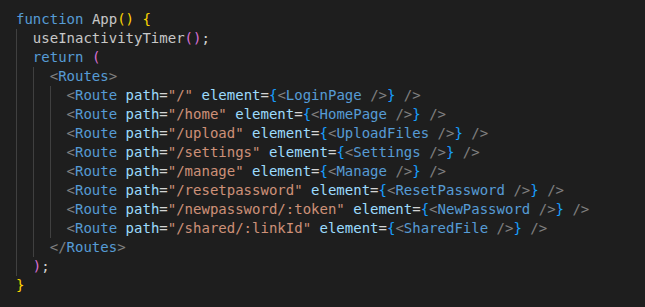 function App() {
  useInactivityTimer();
  return (
    <Routes>
      <Route path="/" element={<LoginPage />} />
      <Route path="/home" element={<HomePage />} />
      <Route path="/upload" element={<UploadFiles />} />
      <Route path="/settings" element={<Settings />} />
      <Route path="/manage" element={<Manage />} />
      <Route path="/resetpassword" element={<ResetPassword />} />
      <Route path="/newpassword/:token" element={<NewPassword />} />
      <Route path="/shared/:linkId" element={<SharedFile />} />
    </Routes>
  );
}